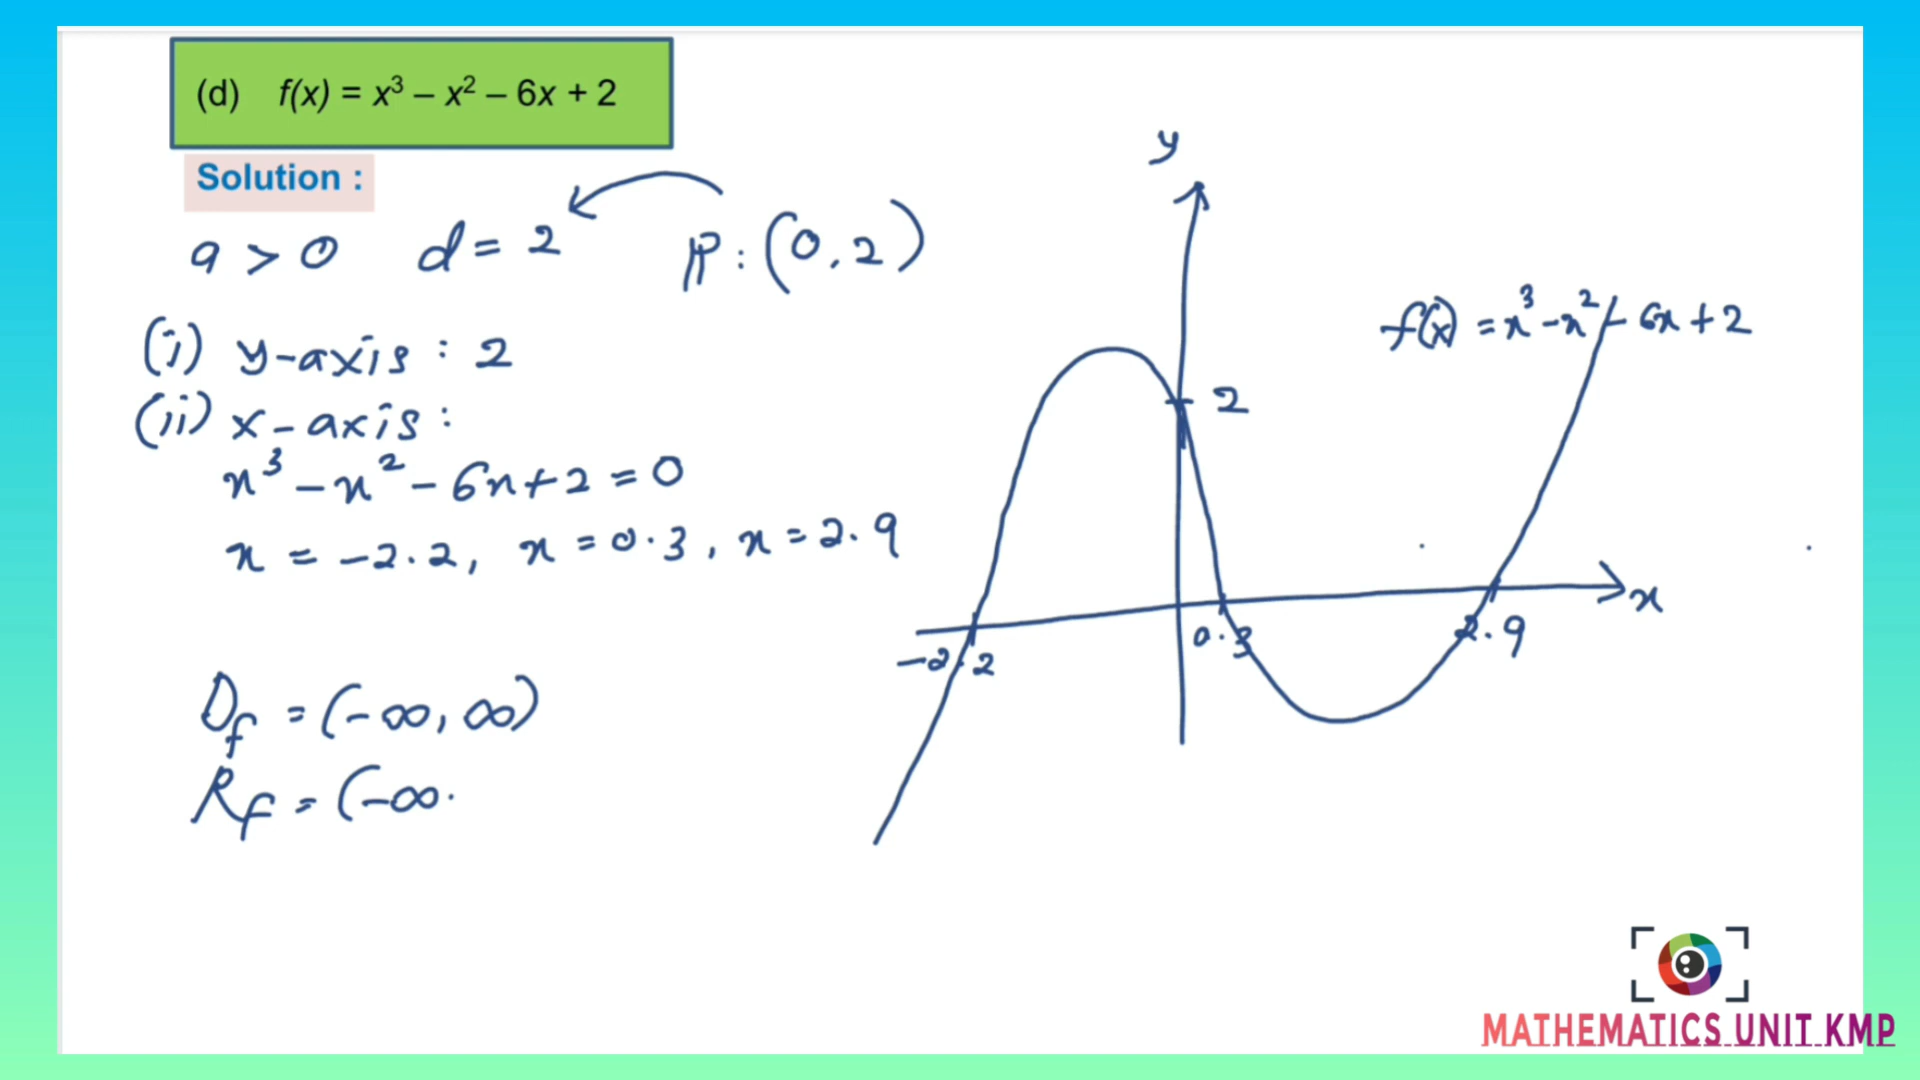 (d) f(x) = x³ – x² – 6x + 2
Solution :
a > 0 d = 2 P : (0, 2)
(i) y-axis : 2
(ii) x-axis :
x³ - x² - 6x + 2 = 0
x = -2.2, x = 0.3, x = 2.9
D_f = (-∞, ∞)
R_f = (-∞.
y
f(x) = x³ - x² - 6x + 2
2
x
-2.2 0.3 2.9
MATHEMATICS UNIT KMP